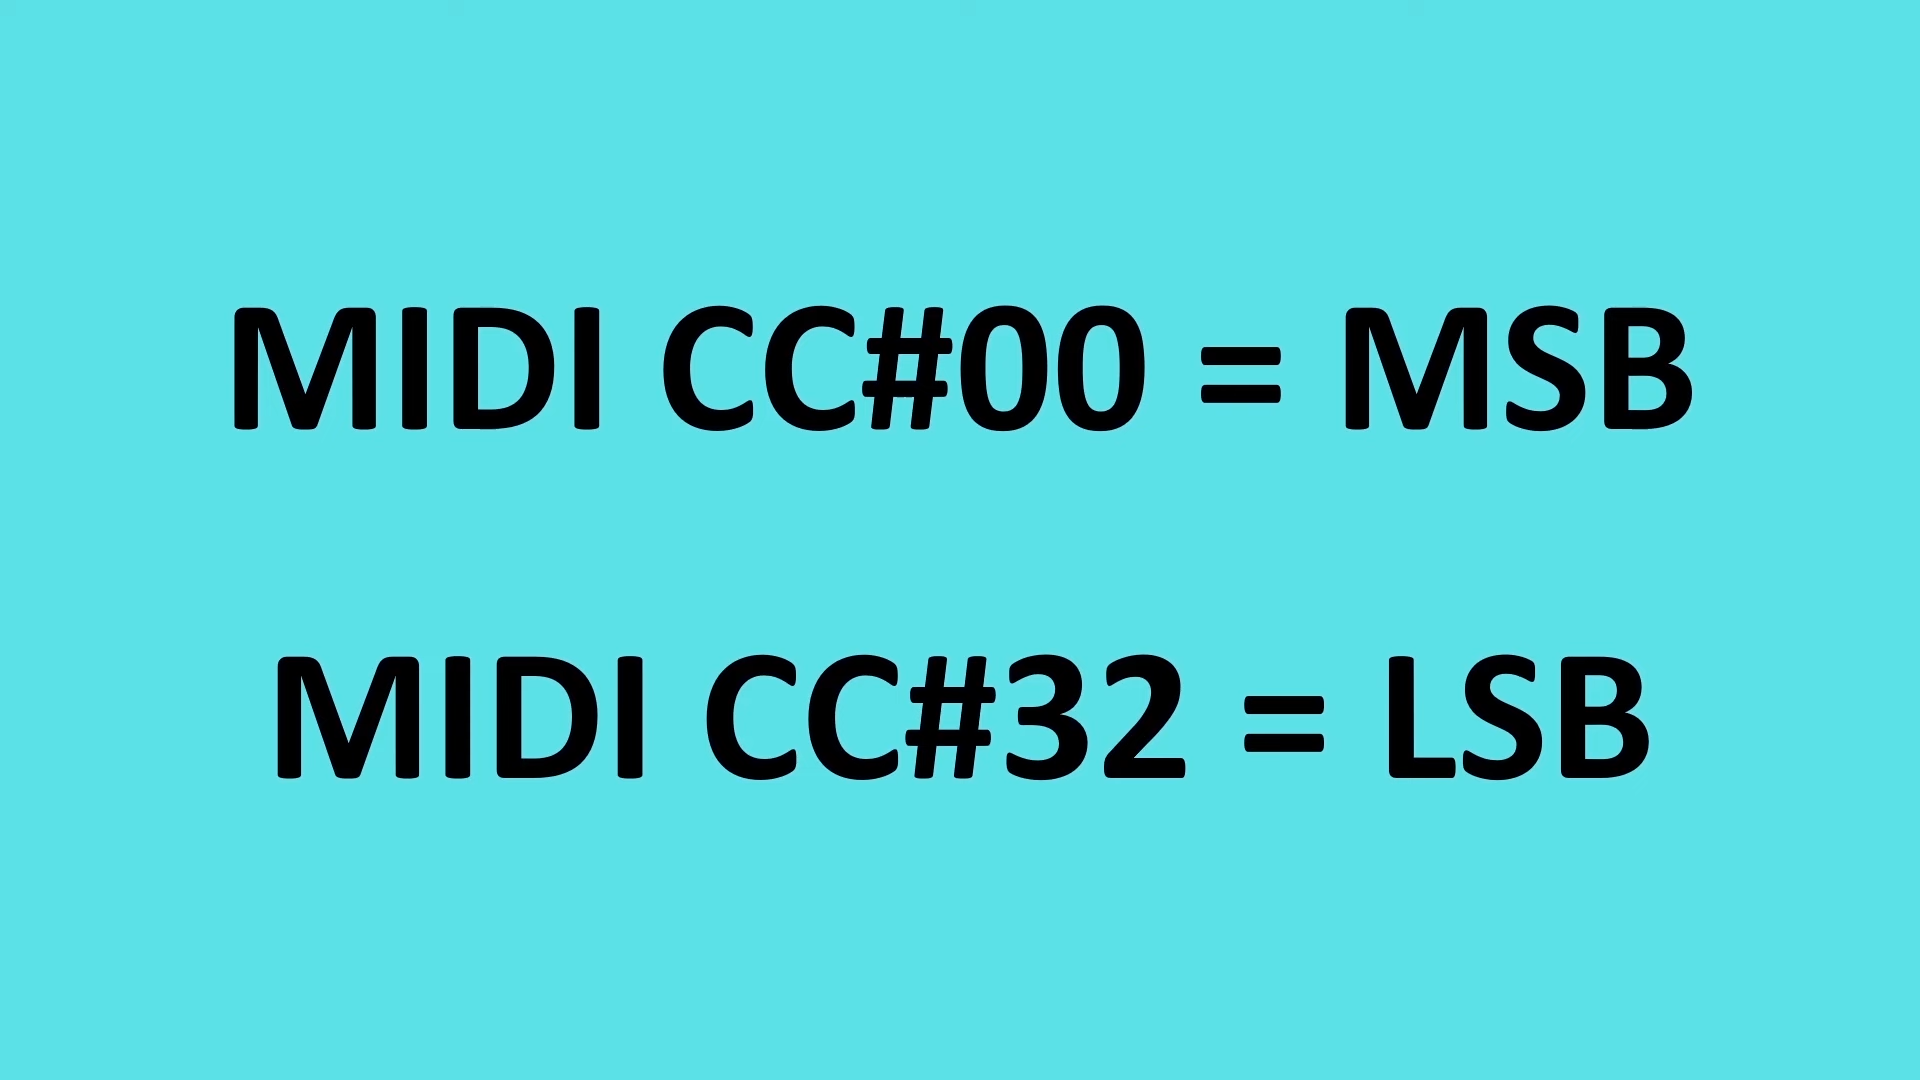 MIDI CC#00 = MSB
MIDI CC#32 = LSB